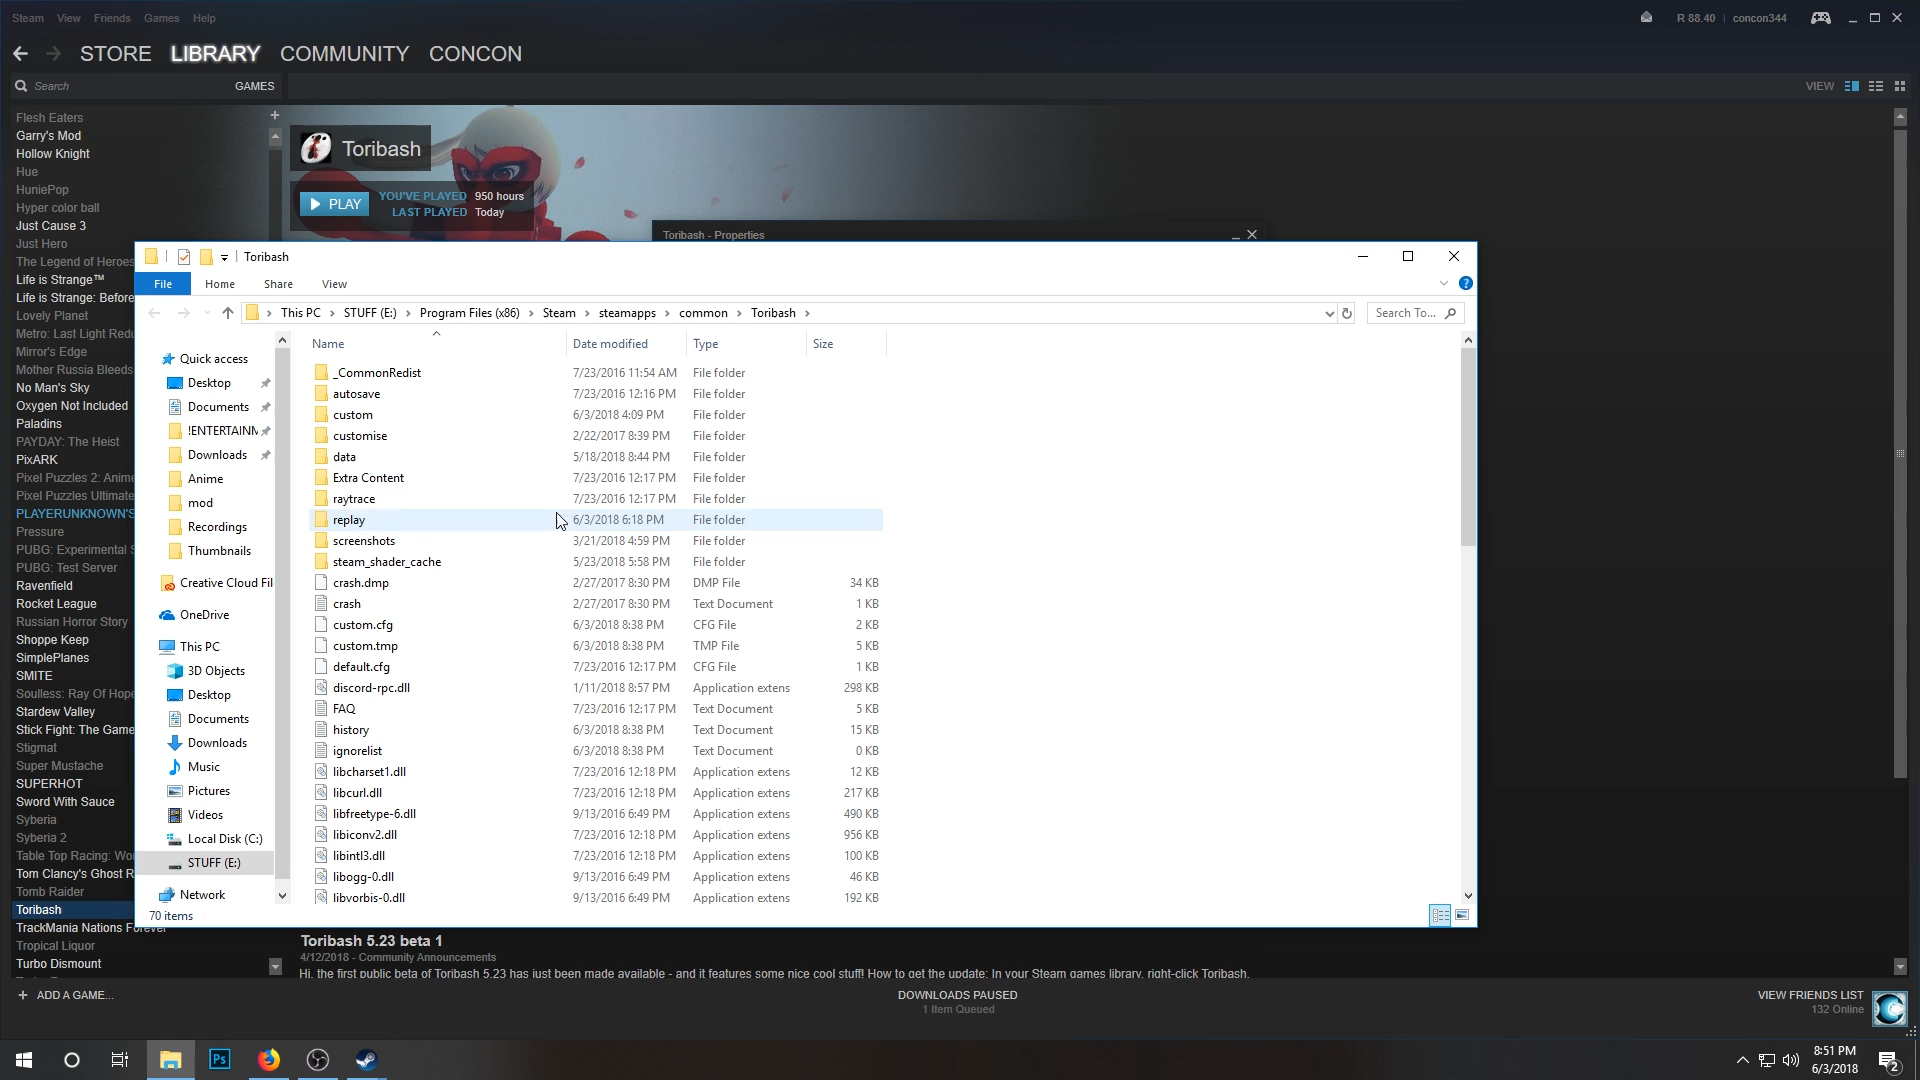 Steam View Friends Games Help
R 88.40 | concon344
STORE LIBRARY COMMUNITY CONCON
Search GAMES VIEW
Flesh Eaters
Garry's Mod
Hollow Knight
Hue
HuniePop
Hyper color ball
Just Cause 3
Just Hero
The Legend of Heroes
Life is Strange™
Life is Strange: Before
Lovely Planet
Metro: Last Light Redu
Mirror's Edge
Mother Russia Bleeds
No Man's Sky
Oxygen Not Included
Paladins
PAYDAY: The Heist
PixARK
Pixel Puzzles 2: Anime
Pixel Puzzles Ultimate
PLAYERUNKNOWN'S
Pressure
PUBG: Experimental S
PUBG: Test Server
Ravenfield
Rocket League
Russian Horror Story
Shoppe Keep
SimplePlanes
SMITE
Soulless: Ray Of Hope
Stardew Valley
Stick Fight: The Game
Stigmat
Super Mustache
SUPERHOT
Sword With Sauce
Syberia
Syberia 2
Table Top Racing: Wo
Tom Clancy's Ghost R
Tomb Raider
Toribash
TrackMania Nations Forever
Tropical Liquor
Turbo Dismount
Toribash
PLAY
YOU'VE PLAYED 950 hours
LAST PLAYED Today
Toribash - Properties
Toribash
File Home Share View
This PC › STUFF (E:) › Program Files (x86) › Steam › steamapps › common › Toribash ›
Search To...
Quick access
Desktop
Documents
!ENTERTAINM
Downloads
Anime
mod
Recordings
Thumbnails
Creative Cloud Fil
OneDrive
This PC
3D Objects
Desktop
Documents
Downloads
Music
Pictures
Videos
Local Disk (C:)
STUFF (E:)
Network
Name Date modified Type Size
_CommonRedist 7/23/2016 11:54 AM File folder
autosave 7/23/2016 12:16 PM File folder
custom 6/3/2018 4:09 PM File folder
customise 2/22/2017 8:39 PM File folder
data 5/18/2018 8:44 PM File folder
Extra Content 7/23/2016 12:17 PM File folder
raytrace 7/23/2016 12:17 PM File folder
replay 6/3/2018 6:18 PM File folder
screenshots 3/21/2018 4:59 PM File folder
steam_shader_cache 5/23/2018 5:58 PM File folder
crash.dmp 2/27/2017 8:30 PM DMP File 34 KB
crash 2/27/2017 8:30 PM Text Document 1 KB
custom.cfg 6/3/2018 8:38 PM CFG File 2 KB
custom.tmp 6/3/2018 8:38 PM TMP File 5 KB
default.cfg 7/23/2016 12:17 PM CFG File 1 KB
discord-rpc.dll 1/11/2018 8:57 PM Application extens 298 KB
FAQ 7/23/2016 12:17 PM Text Document 5 KB
history 6/3/2018 8:38 PM Text Document 15 KB
ignorelist 6/3/2018 8:38 PM Text Document 0 KB
libcharset1.dll 7/23/2016 12:18 PM Application extens 12 KB
libcurl.dll 7/23/2016 12:18 PM Application extens 217 KB
libfreetype-6.dll 9/13/2016 6:49 PM Application extens 490 KB
libiconv2.dll 7/23/2016 12:18 PM Application extens 956 KB
libintl3.dll 7/23/2016 12:18 PM Application extens 100 KB
libogg-0.dll 9/13/2016 6:49 PM Application extens 46 KB
libvorbis-0.dll 9/13/2016 6:49 PM Application extens 192 KB
70 items
Toribash 5.23 beta 1
4/12/2018 - Community Announcements
Hi, the first public beta of Toribash 5.23 has just been made available - and it features some nice cool stuff! How to get the update: In your Steam games library, right-click Toribash,
+ ADD A GAME...
DOWNLOADS PAUSED
1 Item Queued
VIEW FRIENDS LIST
132 Online
Ps
8:51 PM
6/3/2018
2